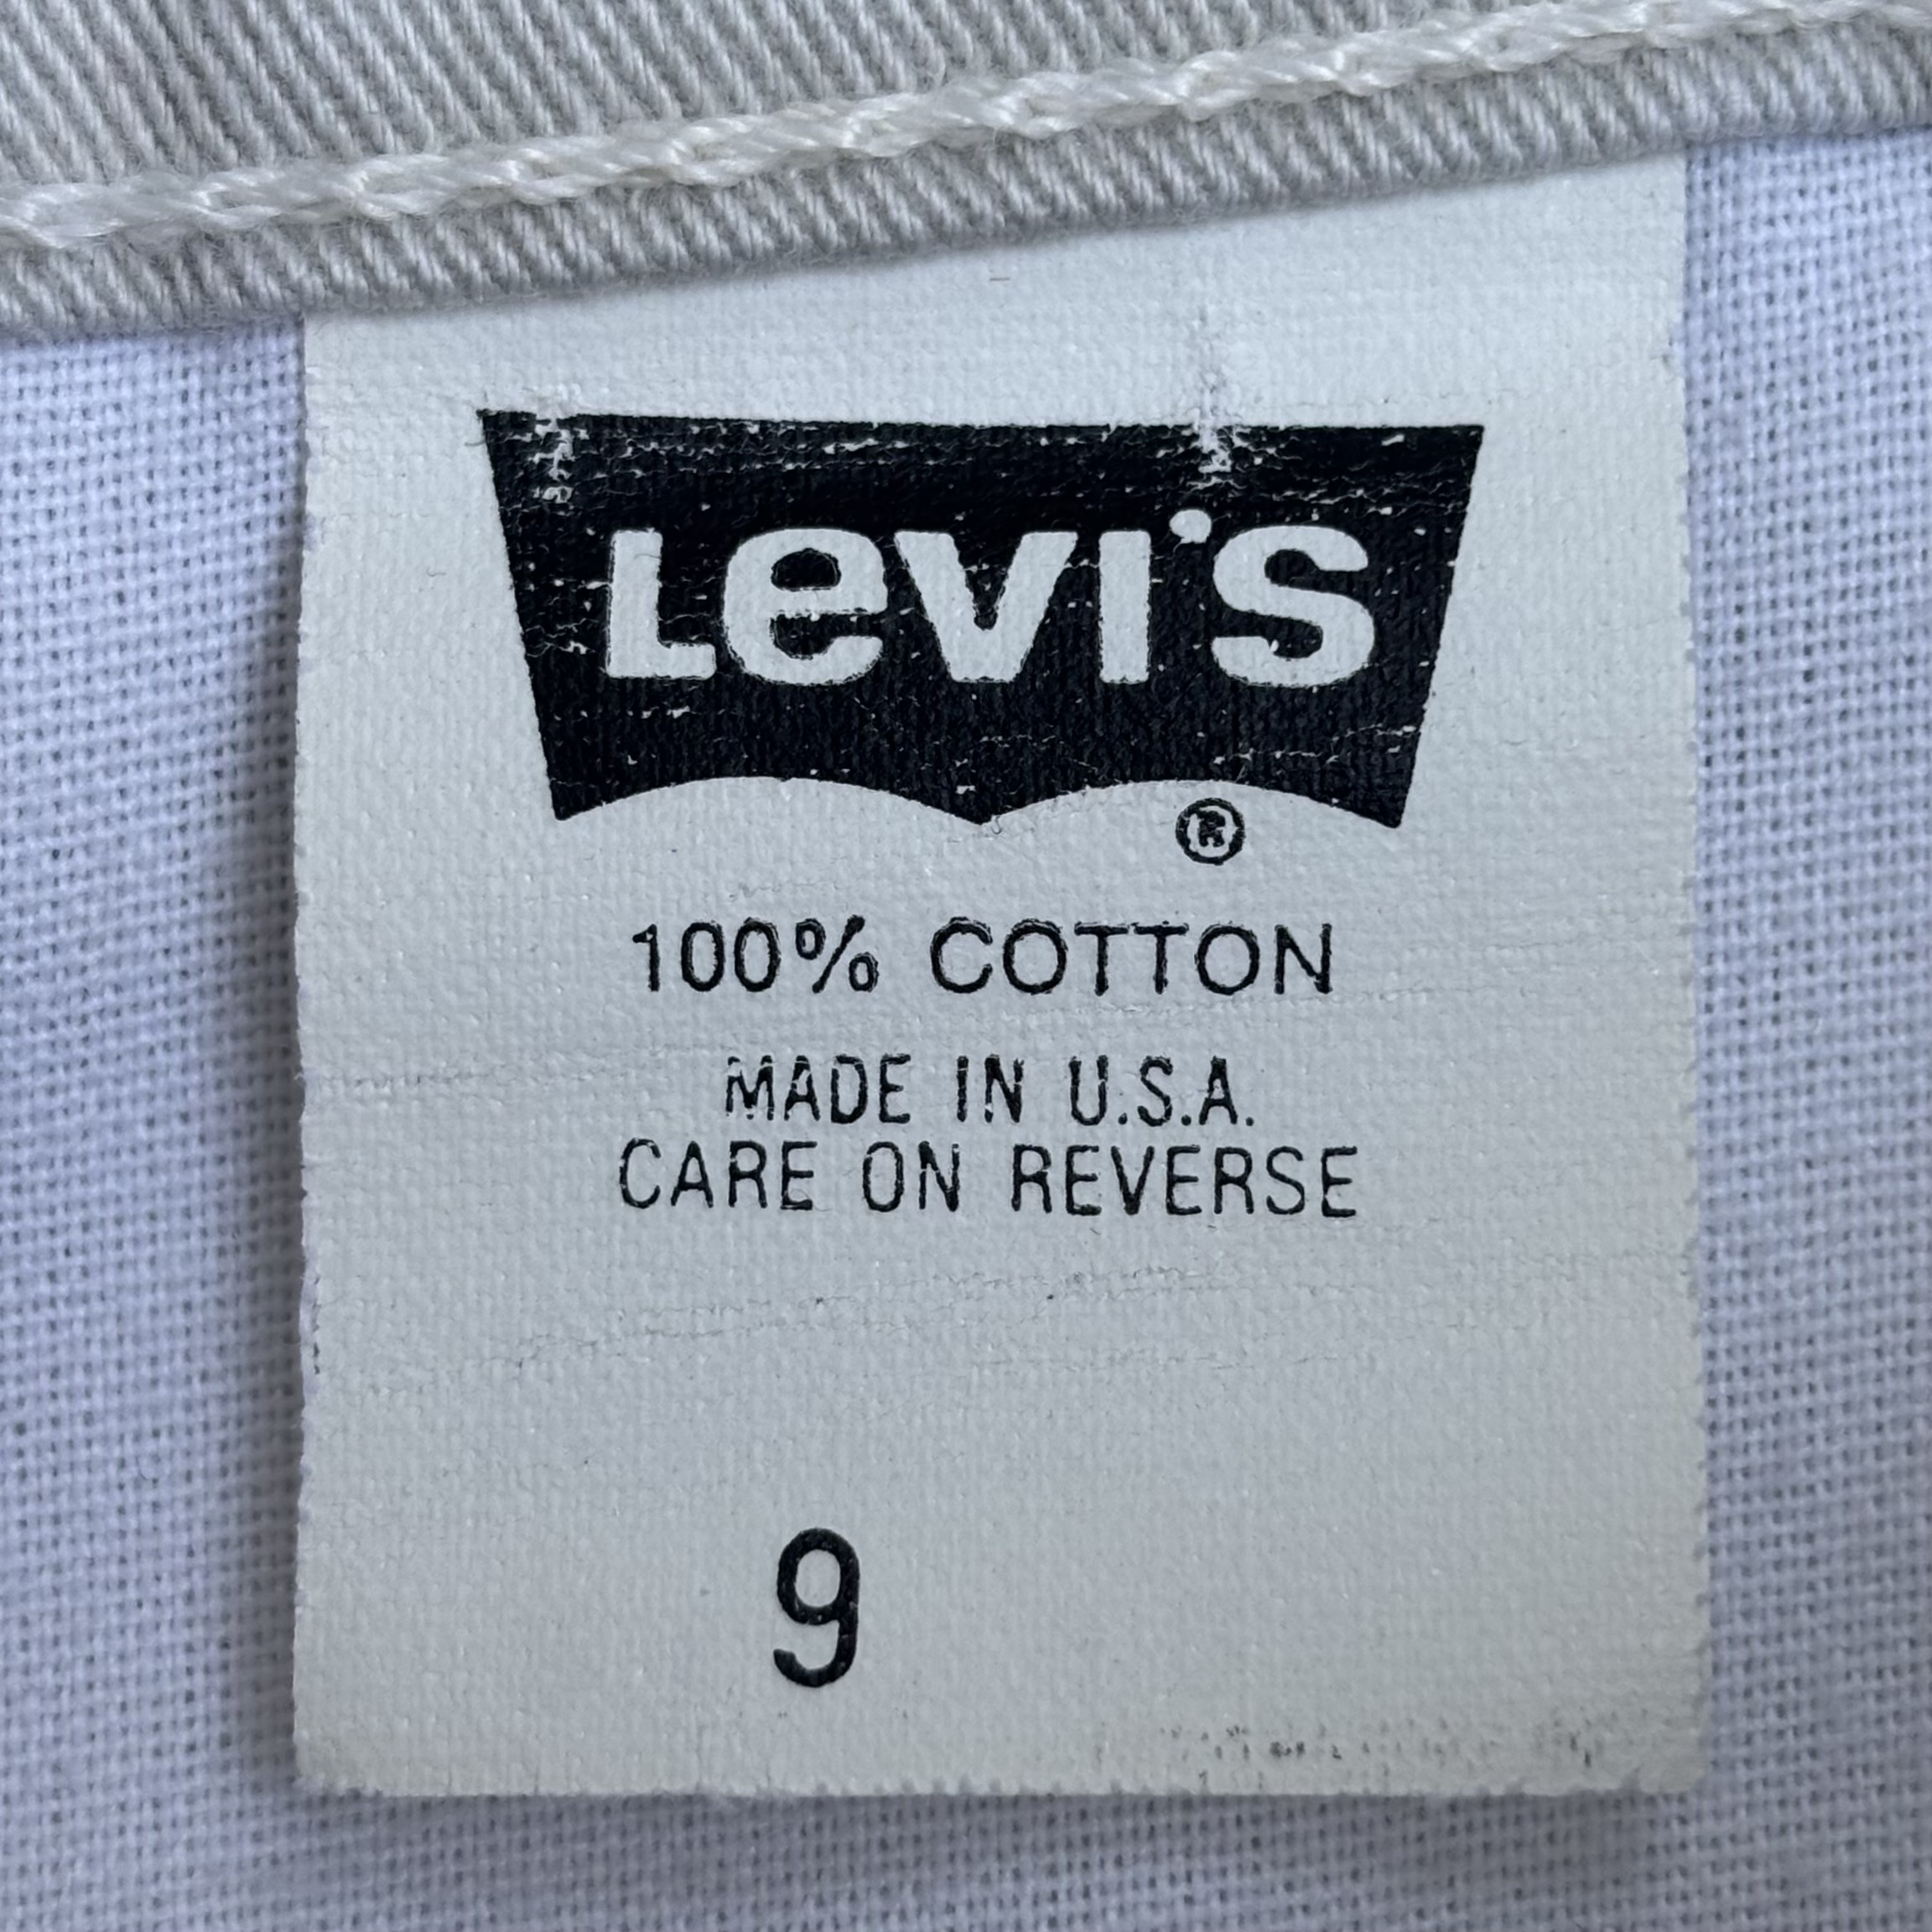 Levi's
®
100% COTTON
MADE IN U.S.A.
CARE ON REVERSE
9